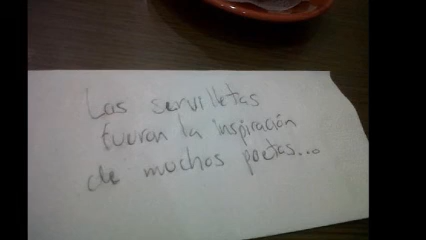 Las servilletas
fueron la inspiración
de muchos poetas...